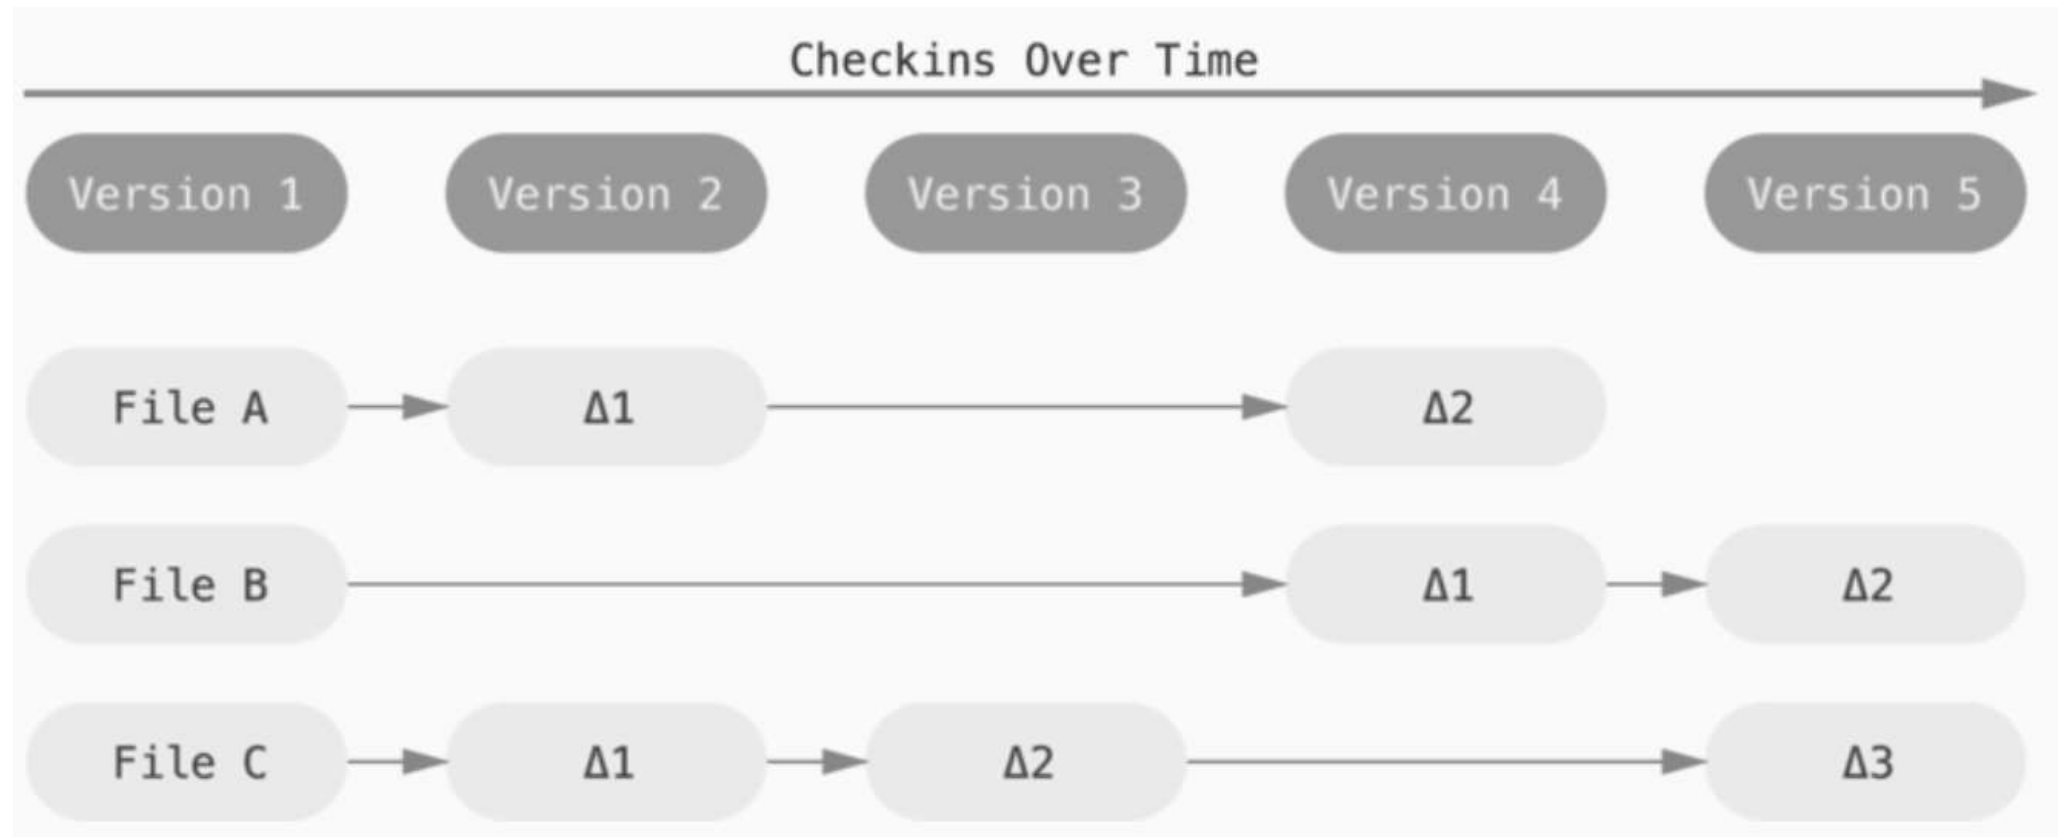 Checkins Over Time
Version 1 Version 2 Version 3 Version 4 Version 5
File A Δ1 Δ2
File B Δ1 Δ2
File C Δ1 Δ2 Δ3